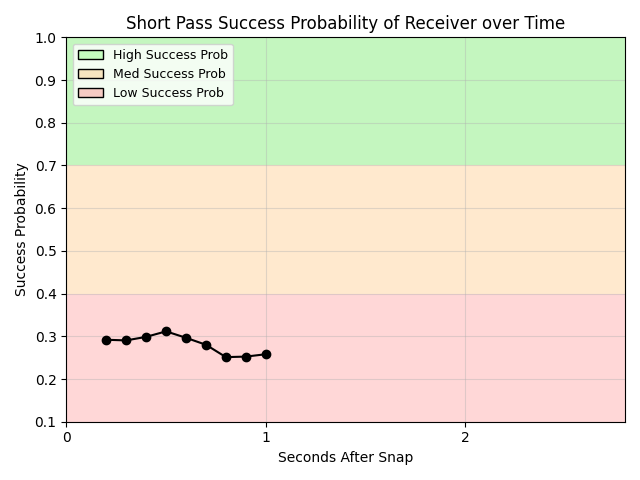 Short Pass Success Probability of Receiver over Time
1.0
High Success Prob
Med Success Prob
Low Success Prob
0.9
0.8
0.7
0.6
0.5
0.4
0.3
0.2
0.1
Success Probability
0 1 2
Seconds After Snap